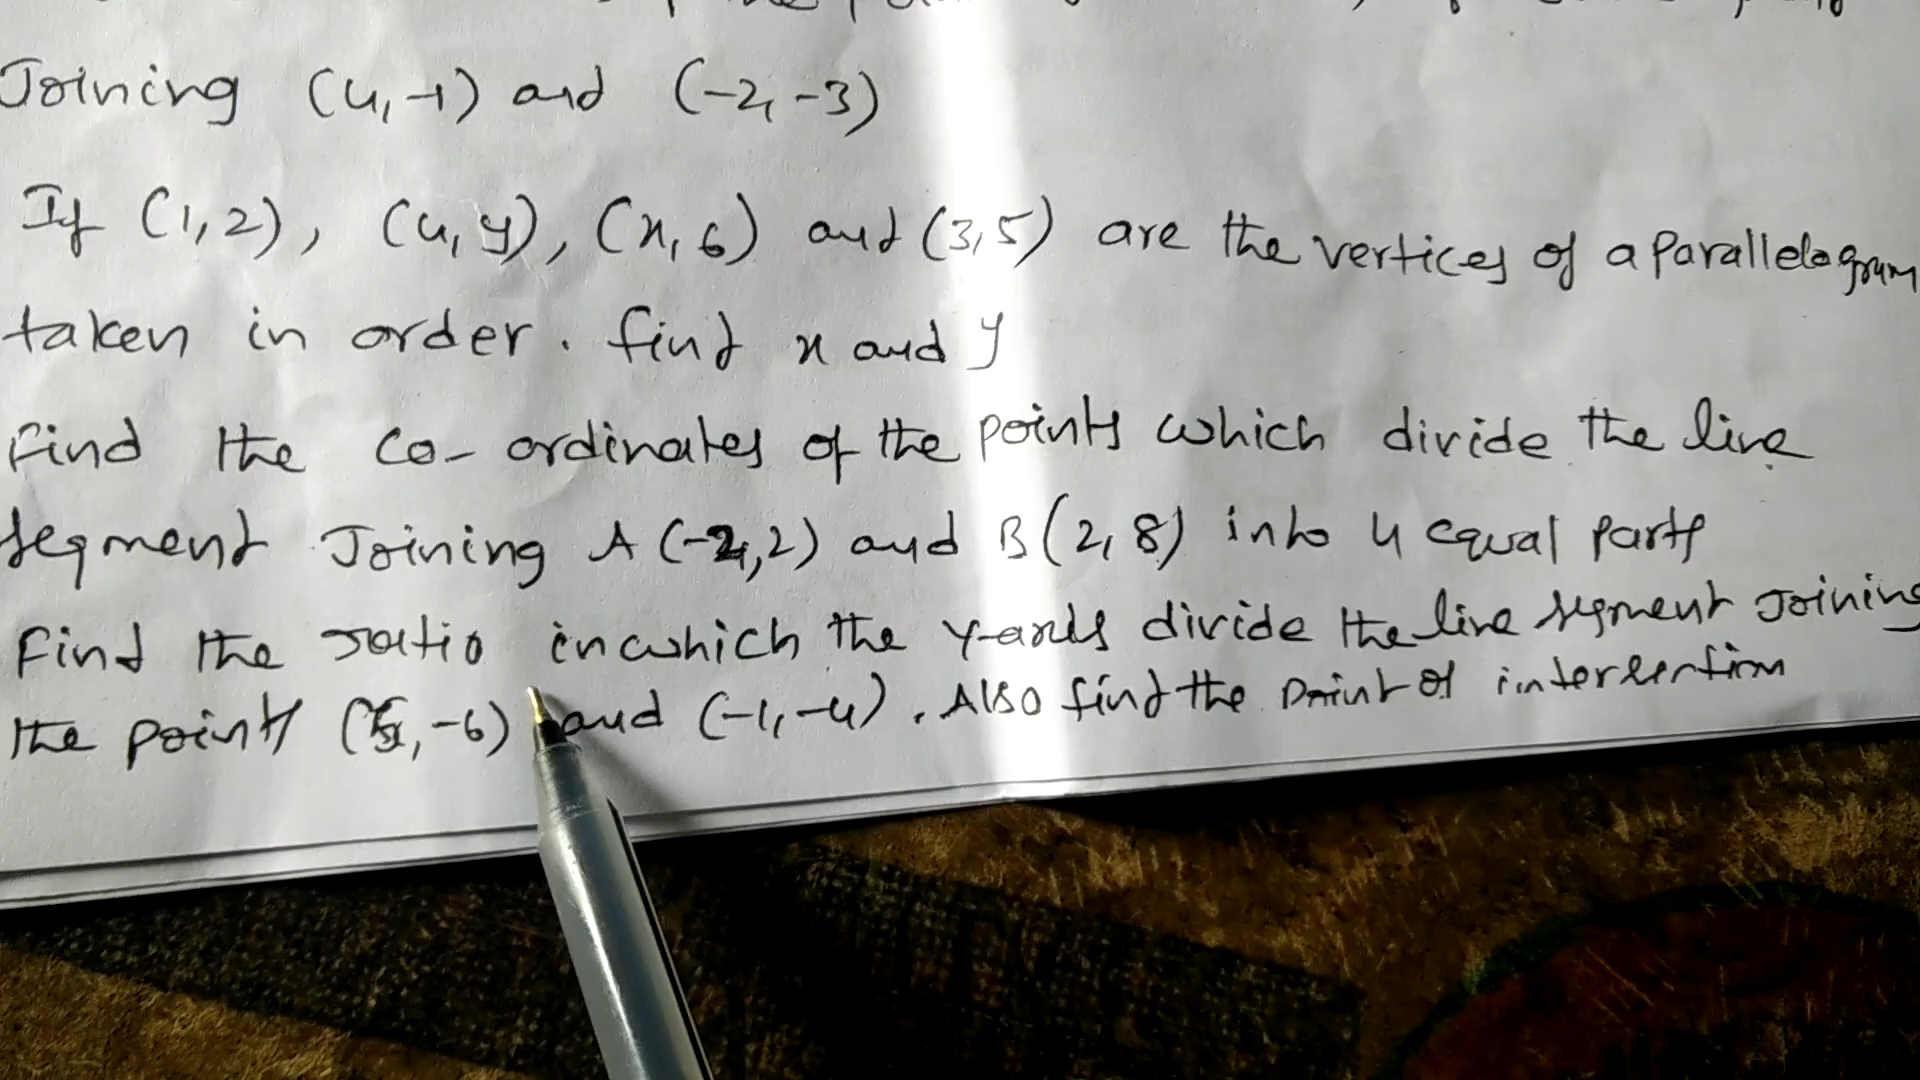 Joining (4,-1) and (-2,-3)
If (1,2), (4,y), (x,6) and (3,5) are the vertices of a parallelogram
taken in order. find x and y
Find the co-ordinates of the points which divide the line
segment Joining A(-2,2) and B(2,8) into 4 equal parts
Find the ratio in which the y-axis divide the line segment Joining
the points (5,-6) and (-1,-4). Also find the point of intersection